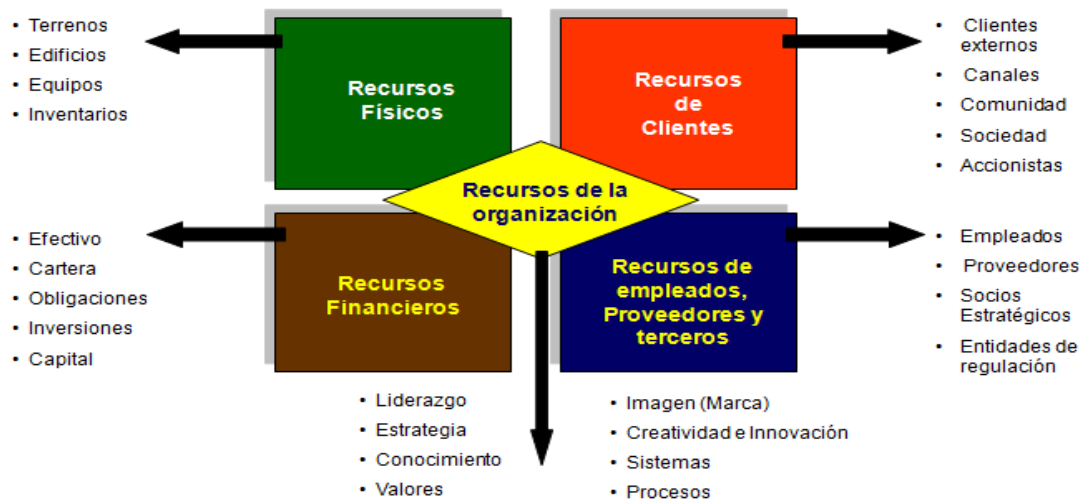 • Terrenos
• Edificios
• Equipos
• Inventarios
Recursos
Físicos
Recursos
de
Clientes
• Clientes
externos
• Canales
• Comunidad
• Sociedad
• Accionistas
Recursos de la
organización
• Efectivo
• Cartera
• Obligaciones
• Inversiones
• Capital
Recursos
Financieros
Recursos de
empleados,
Proveedores y
terceros
• Empleados
• Proveedores
• Socios
Estratégicos
• Entidades de
regulación
• Liderazgo
• Estrategia
• Conocimiento
• Valores
• Imagen (Marca)
• Creatividad e Innovación
• Sistemas
• Procesos